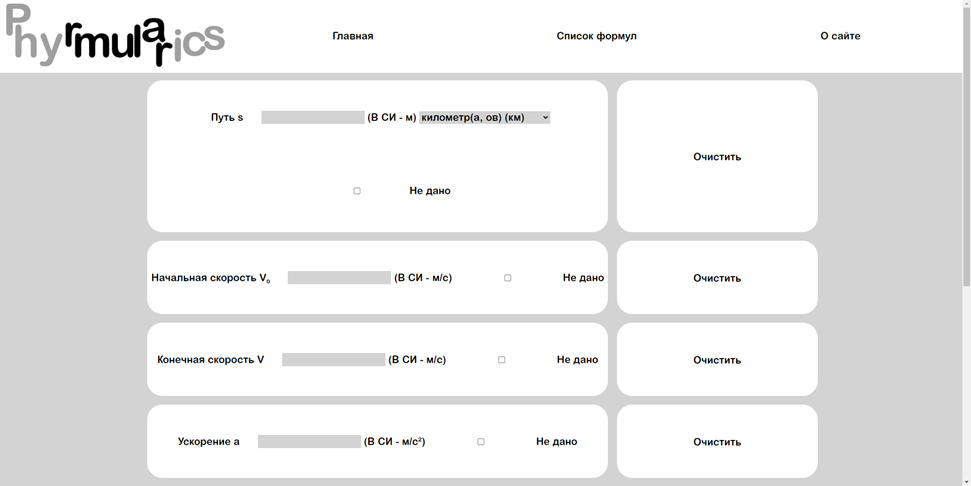 Phyrmularics
Главная Список формул О сайте
Путь s (В СИ - м) километр(а, ов) (км)
Очистить
Не дано
Начальная скорость V₀ (В СИ - м/с) Не дано Очистить
Конечная скорость V (В СИ - м/с) Не дано Очистить
Ускорение a (В СИ - м/с²) Не дано Очистить